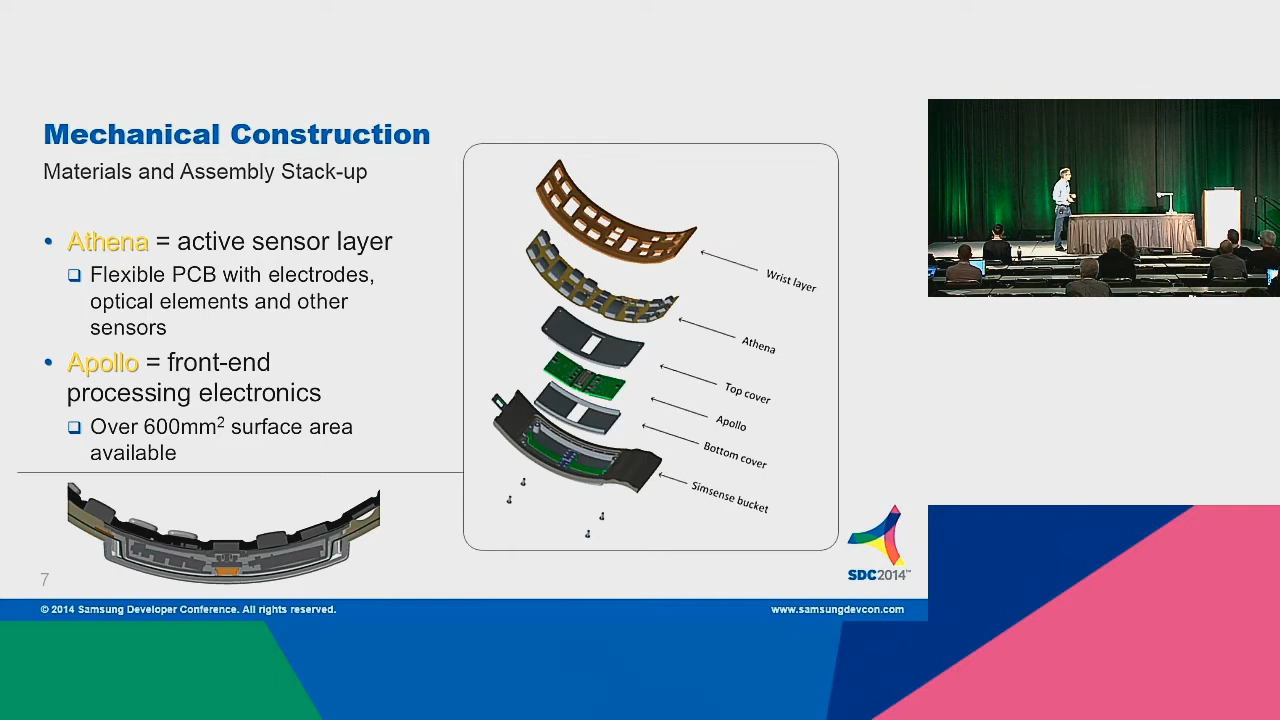 Mechanical Construction
Materials and Assembly Stack-up
• Athena = active sensor layer
❑ Flexible PCB with electrodes,
optical elements and other
sensors
• Apollo = front-end
processing electronics
❑ Over 600mm² surface area
available
Wrist layer
Athena
Top cover
Apollo
Bottom cover
Simsense bucket
7
SDC2014™
© 2014 Samsung Developer Conference. All rights reserved.
www.samsungdevcon.com